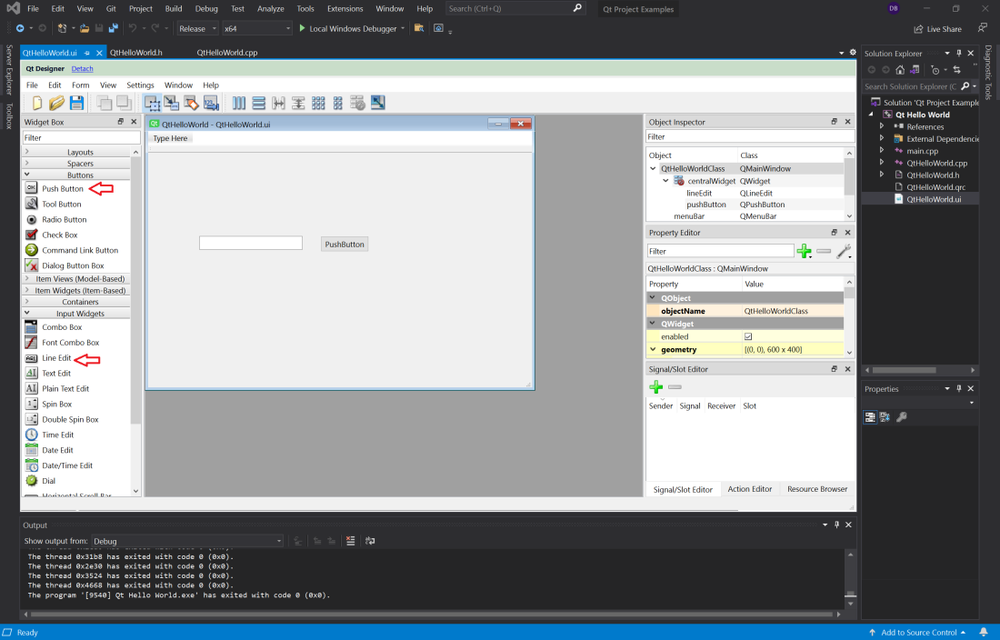 File Edit View Git Project Build Debug Test Analyze Tools Extensions Window Help Search (Ctrl+Q) Qt Project Examples DB
Release x64 Local Windows Debugger Live Share
Server Explorer
Toolbox
QtHelloWorld.ui QtHelloWorld.h QtHelloWorld.cpp
Qt Designer Detach
File Edit Form View Settings Window Help
Widget Box
Filter
Layouts
Spacers
Buttons
OK Push Button
Tool Button
Radio Button
Check Box
Command Link Button
Dialog Button Box
Item Views (Model-Based)
Item Widgets (Item-Based)
Containers
Input Widgets
Combo Box
Font Combo Box
Line Edit
AI Text Edit
AI Plain Text Edit
Spin Box
Double Spin Box
Time Edit
Date Edit
Date/Time Edit
Dial
Horizontal Scroll Bar
Qt QtHelloWorld - QtHelloWorld.ui
Type Here
PushButton
Object Inspector
Filter
Object Class
QtHelloWorldClass QMainWindow
centralWidget QWidget
lineEdit QLineEdit
pushButton QPushButton
menuBar QMenuBar
Property Editor
Filter
QtHelloWorldClass : QMainWindow
Property Value
QObject
objectName QtHelloWorldClass
QWidget
enabled
geometry [(0, 0), 600 x 400]
Signal/Slot Editor
Sender Signal Receiver Slot
Signal/Slot Editor Action Editor Resource Browser
Solution Explorer
Search Solution Explorer (C
Solution 'Qt Project Example
Qt Hello World
References
External Dependencie
main.cpp
QtHelloWorld.cpp
QtHelloWorld.h
QtHelloWorld.qrc
QtHelloWorld.ui
Properties
Diagnostic Tools
Output
Show output from: Debug
The thread 0x31b8 has exited with code 0 (0x0).
The thread 0x2e30 has exited with code 0 (0x0).
The thread 0x3524 has exited with code 0 (0x0).
The thread 0x4668 has exited with code 0 (0x0).
The program '[9540] Qt Hello World.exe' has exited with code 0 (0x0).
Ready Add to Source Control